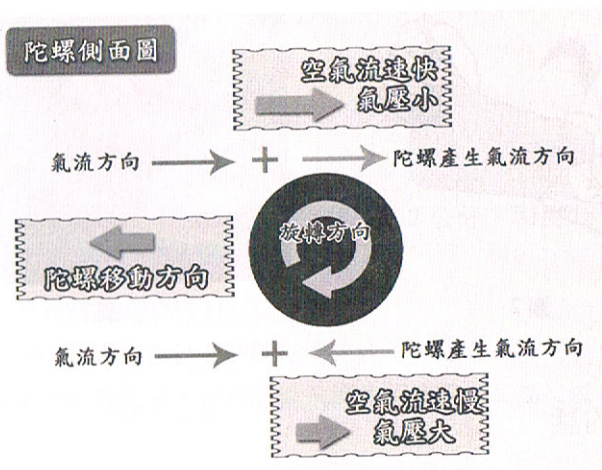 陀螺側面圖
空氣流速快
氣壓小
氣流方向
+
陀螺產生氣流方向
旋轉方向
陀螺移動方向
氣流方向
+
陀螺產生氣流方向
空氣流速慢
氣壓大